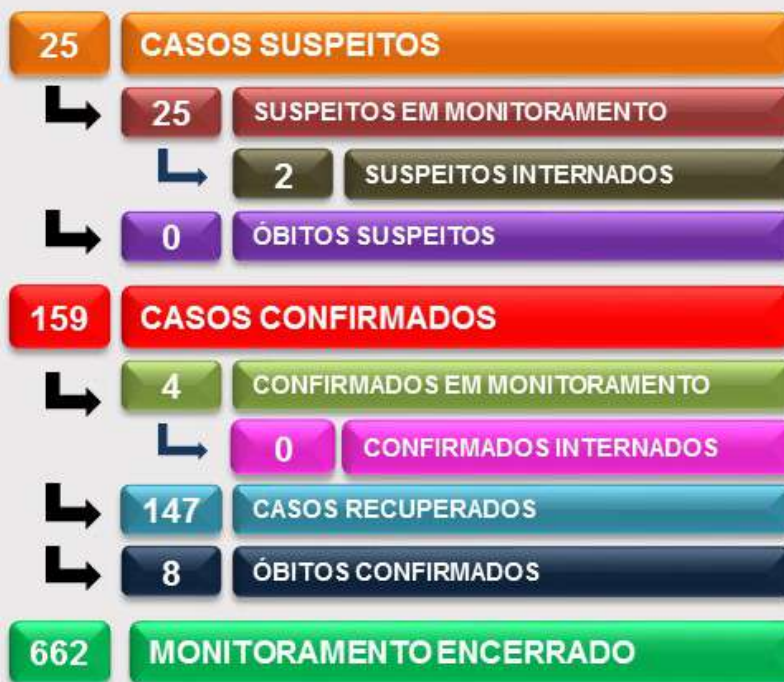 25 CASOS SUSPEITOS
25 SUSPEITOS EM MONITORAMENTO
2 SUSPEITOS INTERNADOS
0 ÓBITOS SUSPEITOS
159 CASOS CONFIRMADOS
4 CONFIRMADOS EM MONITORAMENTO
0 CONFIRMADOS INTERNADOS
147 CASOS RECUPERADOS
8 ÓBITOS CONFIRMADOS
662 MONITORAMENTO ENCERRADO